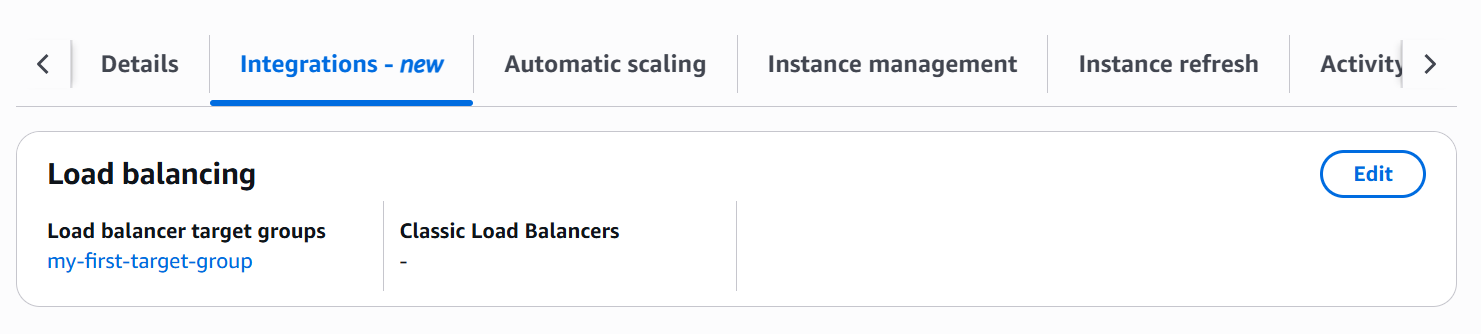 Details Integrations - new Automatic scaling Instance management Instance refresh Activity
Load balancing Edit
Load balancer target groups Classic Load Balancers
my-first-target-group -